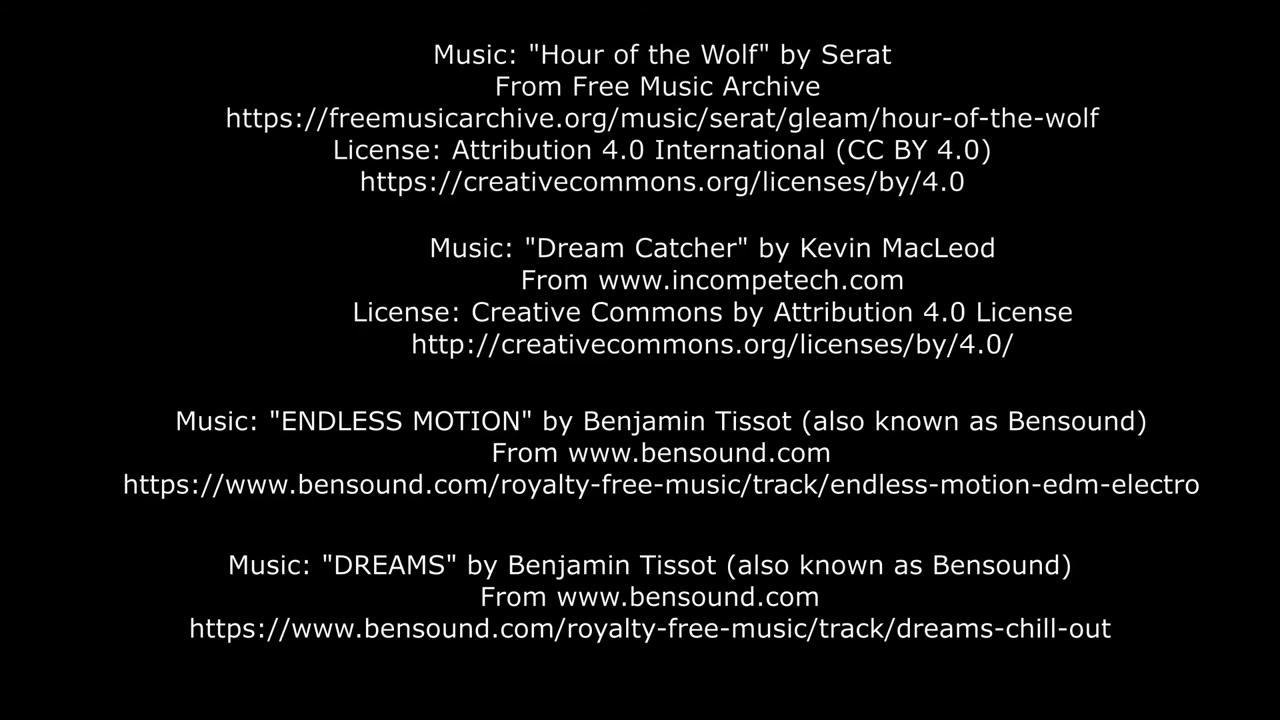 Music: "Hour of the Wolf" by Serat
From Free Music Archive
https://freemusicarchive.org/music/serat/gleam/hour-of-the-wolf
License: Attribution 4.0 International (CC BY 4.0)
https://creativecommons.org/licenses/by/4.0
Music: "Dream Catcher" by Kevin MacLeod
From www.incompetech.com
License: Creative Commons by Attribution 4.0 License
http://creativecommons.org/licenses/by/4.0/
Music: "ENDLESS MOTION" by Benjamin Tissot (also known as Bensound)
From www.bensound.com
https://www.bensound.com/royalty-free-music/track/endless-motion-edm-electro
Music: "DREAMS" by Benjamin Tissot (also known as Bensound)
From www.bensound.com
https://www.bensound.com/royalty-free-music/track/dreams-chill-out